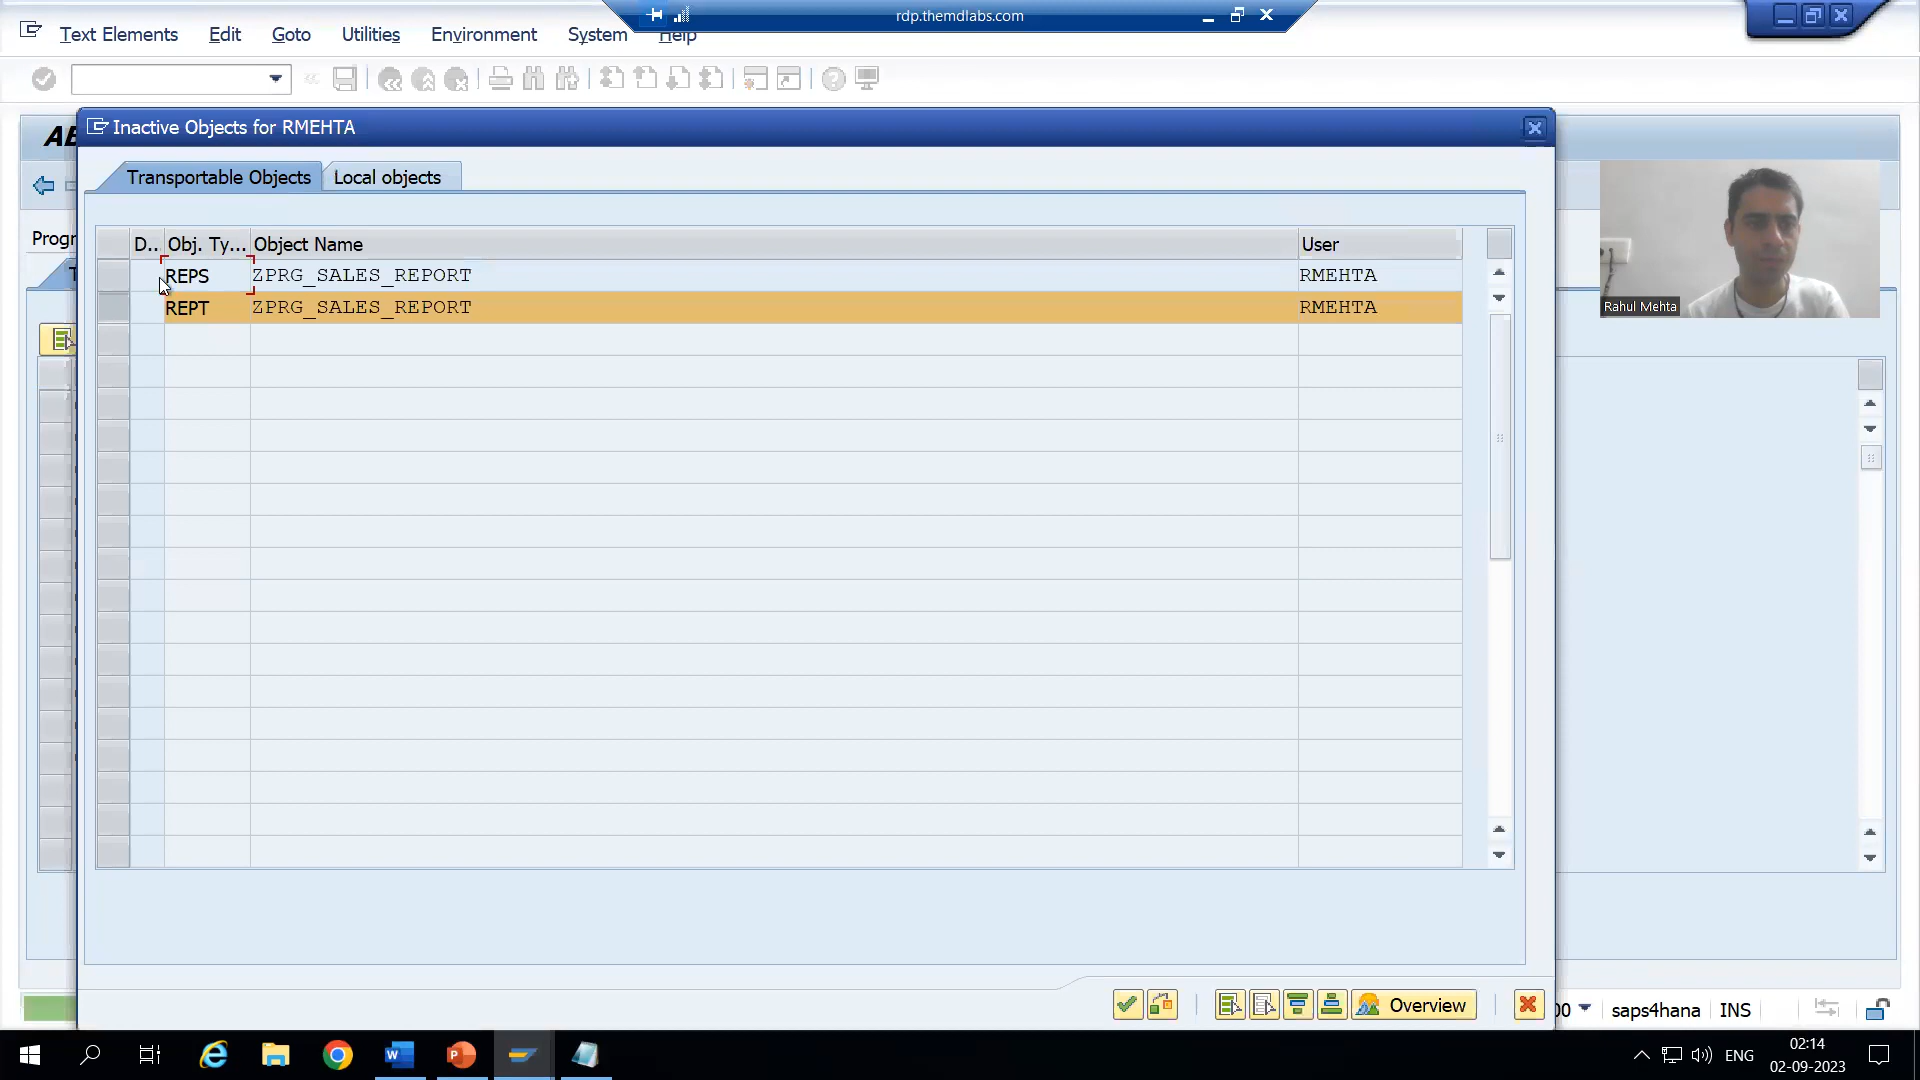 rdp.themdlabs.com
Text Elements Edit Goto Utilities Environment System Help
Inactive Objects for RMEHTA
Transportable Objects Local objects
Progr
D.. Obj. Ty... Object Name User
REPS ZPRG_SALES_REPORT RMEHTA
REPT ZPRG_SALES_REPORT RMEHTA
Rahul Mehta
Overview
00 saps4hana INS
ENG
02:14
02-09-2023